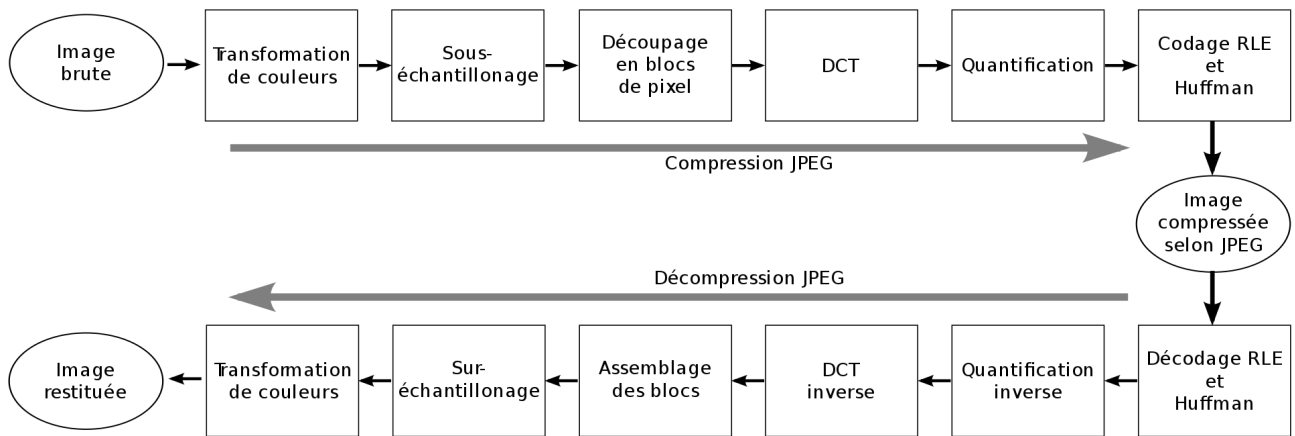 Image
brute
Transformation
de couleurs
Sous-
échantillonage
Découpage
en blocs
de pixel
DCT
Quantification
Codage RLE
et
Huffman
Compression JPEG
Image
compressée
selon JPEG
Décompression JPEG
Image
restituée
Transformation
de couleurs
Sur-
échantillonage
Assemblage
des blocs
DCT
inverse
Quantification
inverse
Décodage RLE
et
Huffman